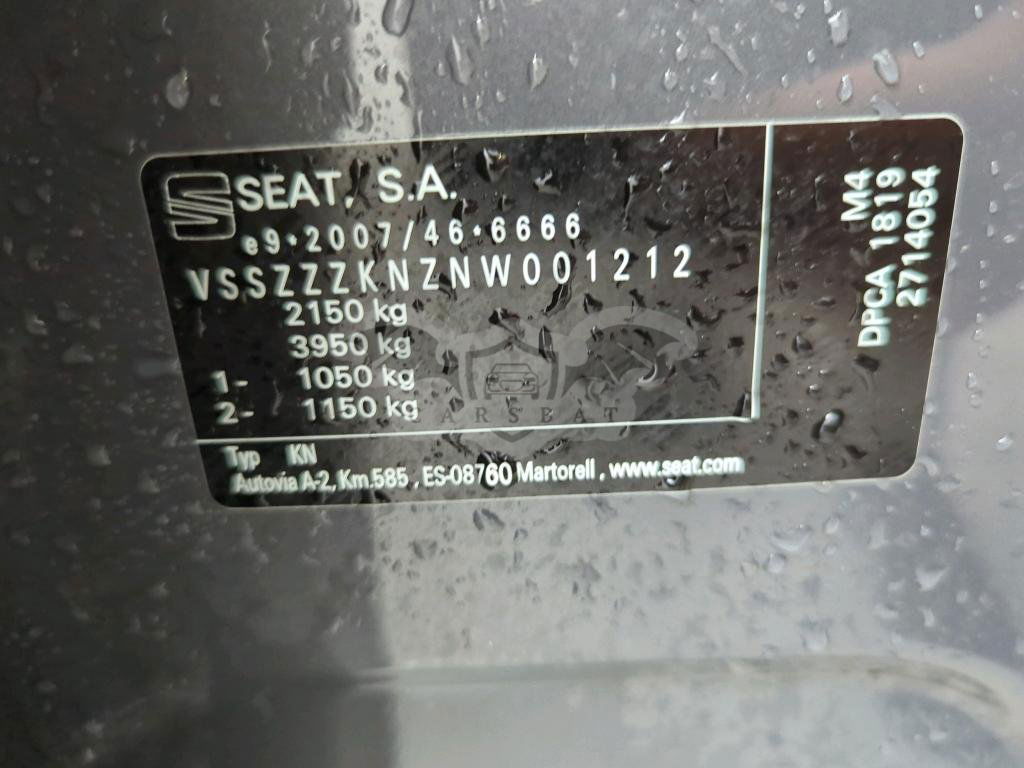 SEAT, S.A.
e9*2007/46*6666
VSSZZZKNZNW001212
2150 kg
3950 kg
1- 1050 kg
2- 1150 kg
Typ KN
Autovia A-2, Km.585 , ES-08760 Martorell , www.seat.com
M4
DPCA 1819
2714054
ARSEAT